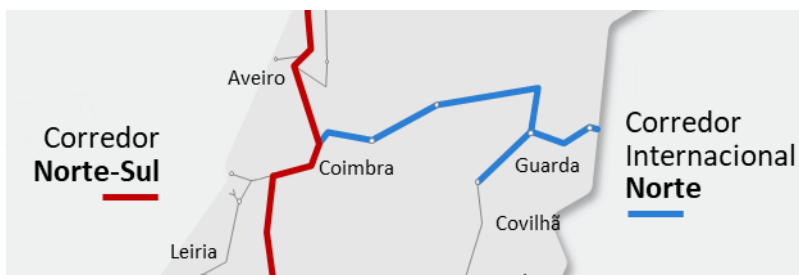 Aveiro
Corredor
Norte-Sul
Coimbra
Guarda
Corredor
Internacional
Norte
Covilhã
Leiria